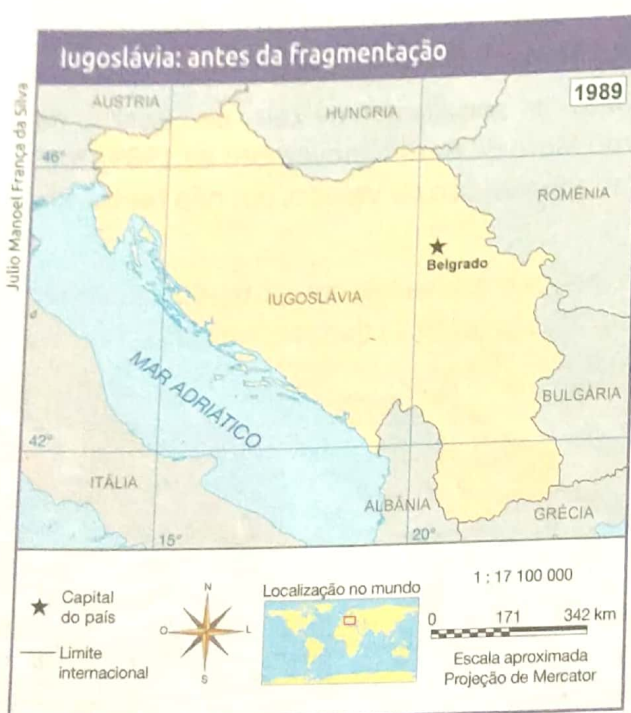 Iugoslávia: antes da fragmentação
Julio Manoel França da Silva
1989
ÁUSTRIA
HUNGRIA
46°
ROMÊNIA
Belgrado
IUGOSLÁVIA
MAR ADRIÁTICO
BULGÁRIA
42°
ITÁLIA
ALBÂNIA
GRÉCIA
15°
20°
Capital
do país
Limite
internacional
N
O
L
S
Localização no mundo
1 : 17 100 000
0 171 342 km
Escala aproximada
Projeção de Mercator